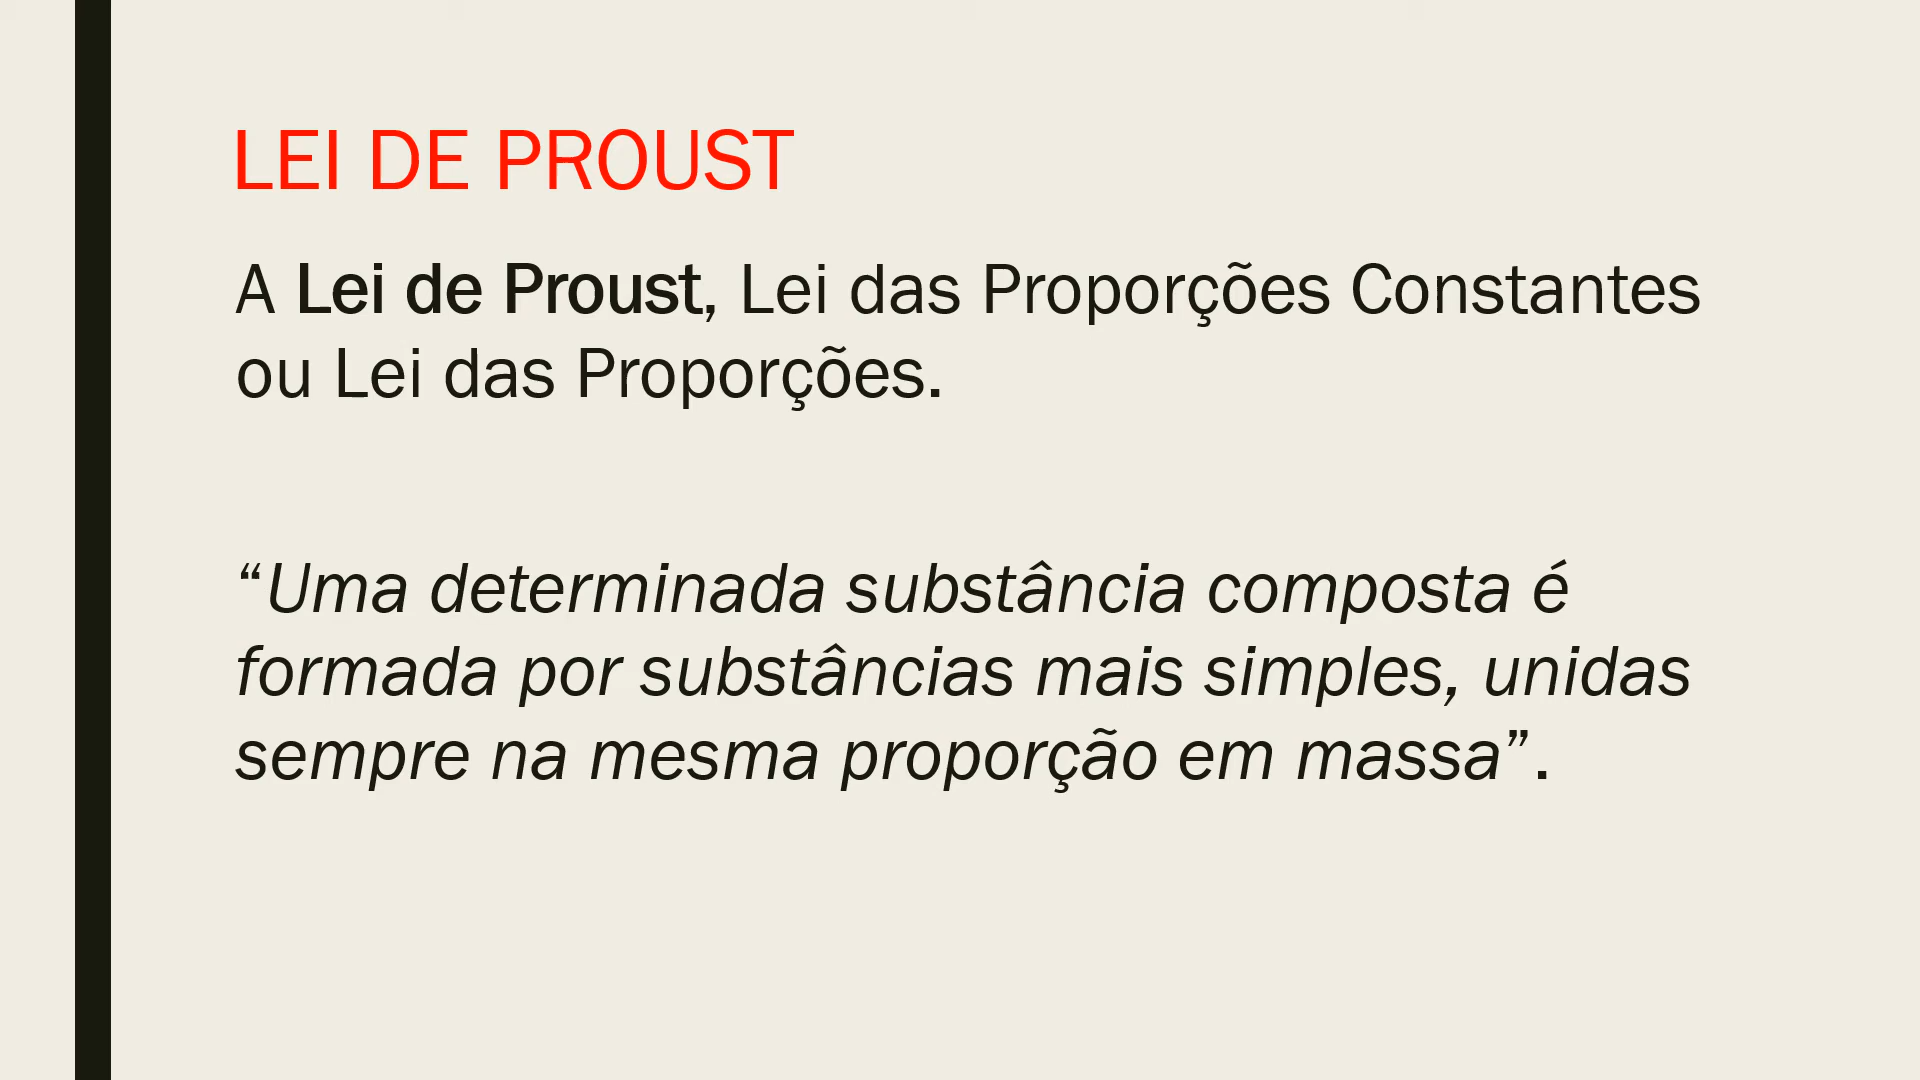 LEI DE PROUST
A Lei de Proust, Lei das Proporções Constantes
ou Lei das Proporções.
“Uma determinada substância composta é
formada por substâncias mais simples, unidas
sempre na mesma proporção em massa”.